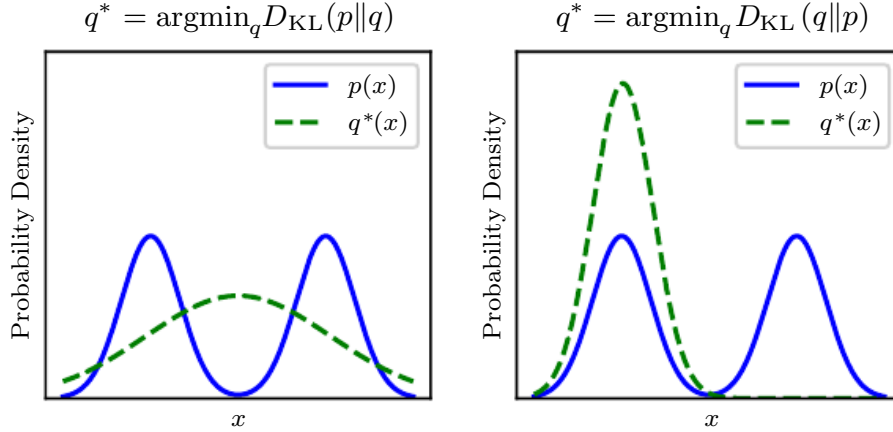 q* = argmin_q D_KL(p‖q)
p(x)
q*(x)
Probability Density
x
q* = argmin_q D_KL (q‖p)
p(x)
q*(x)
Probability Density
x